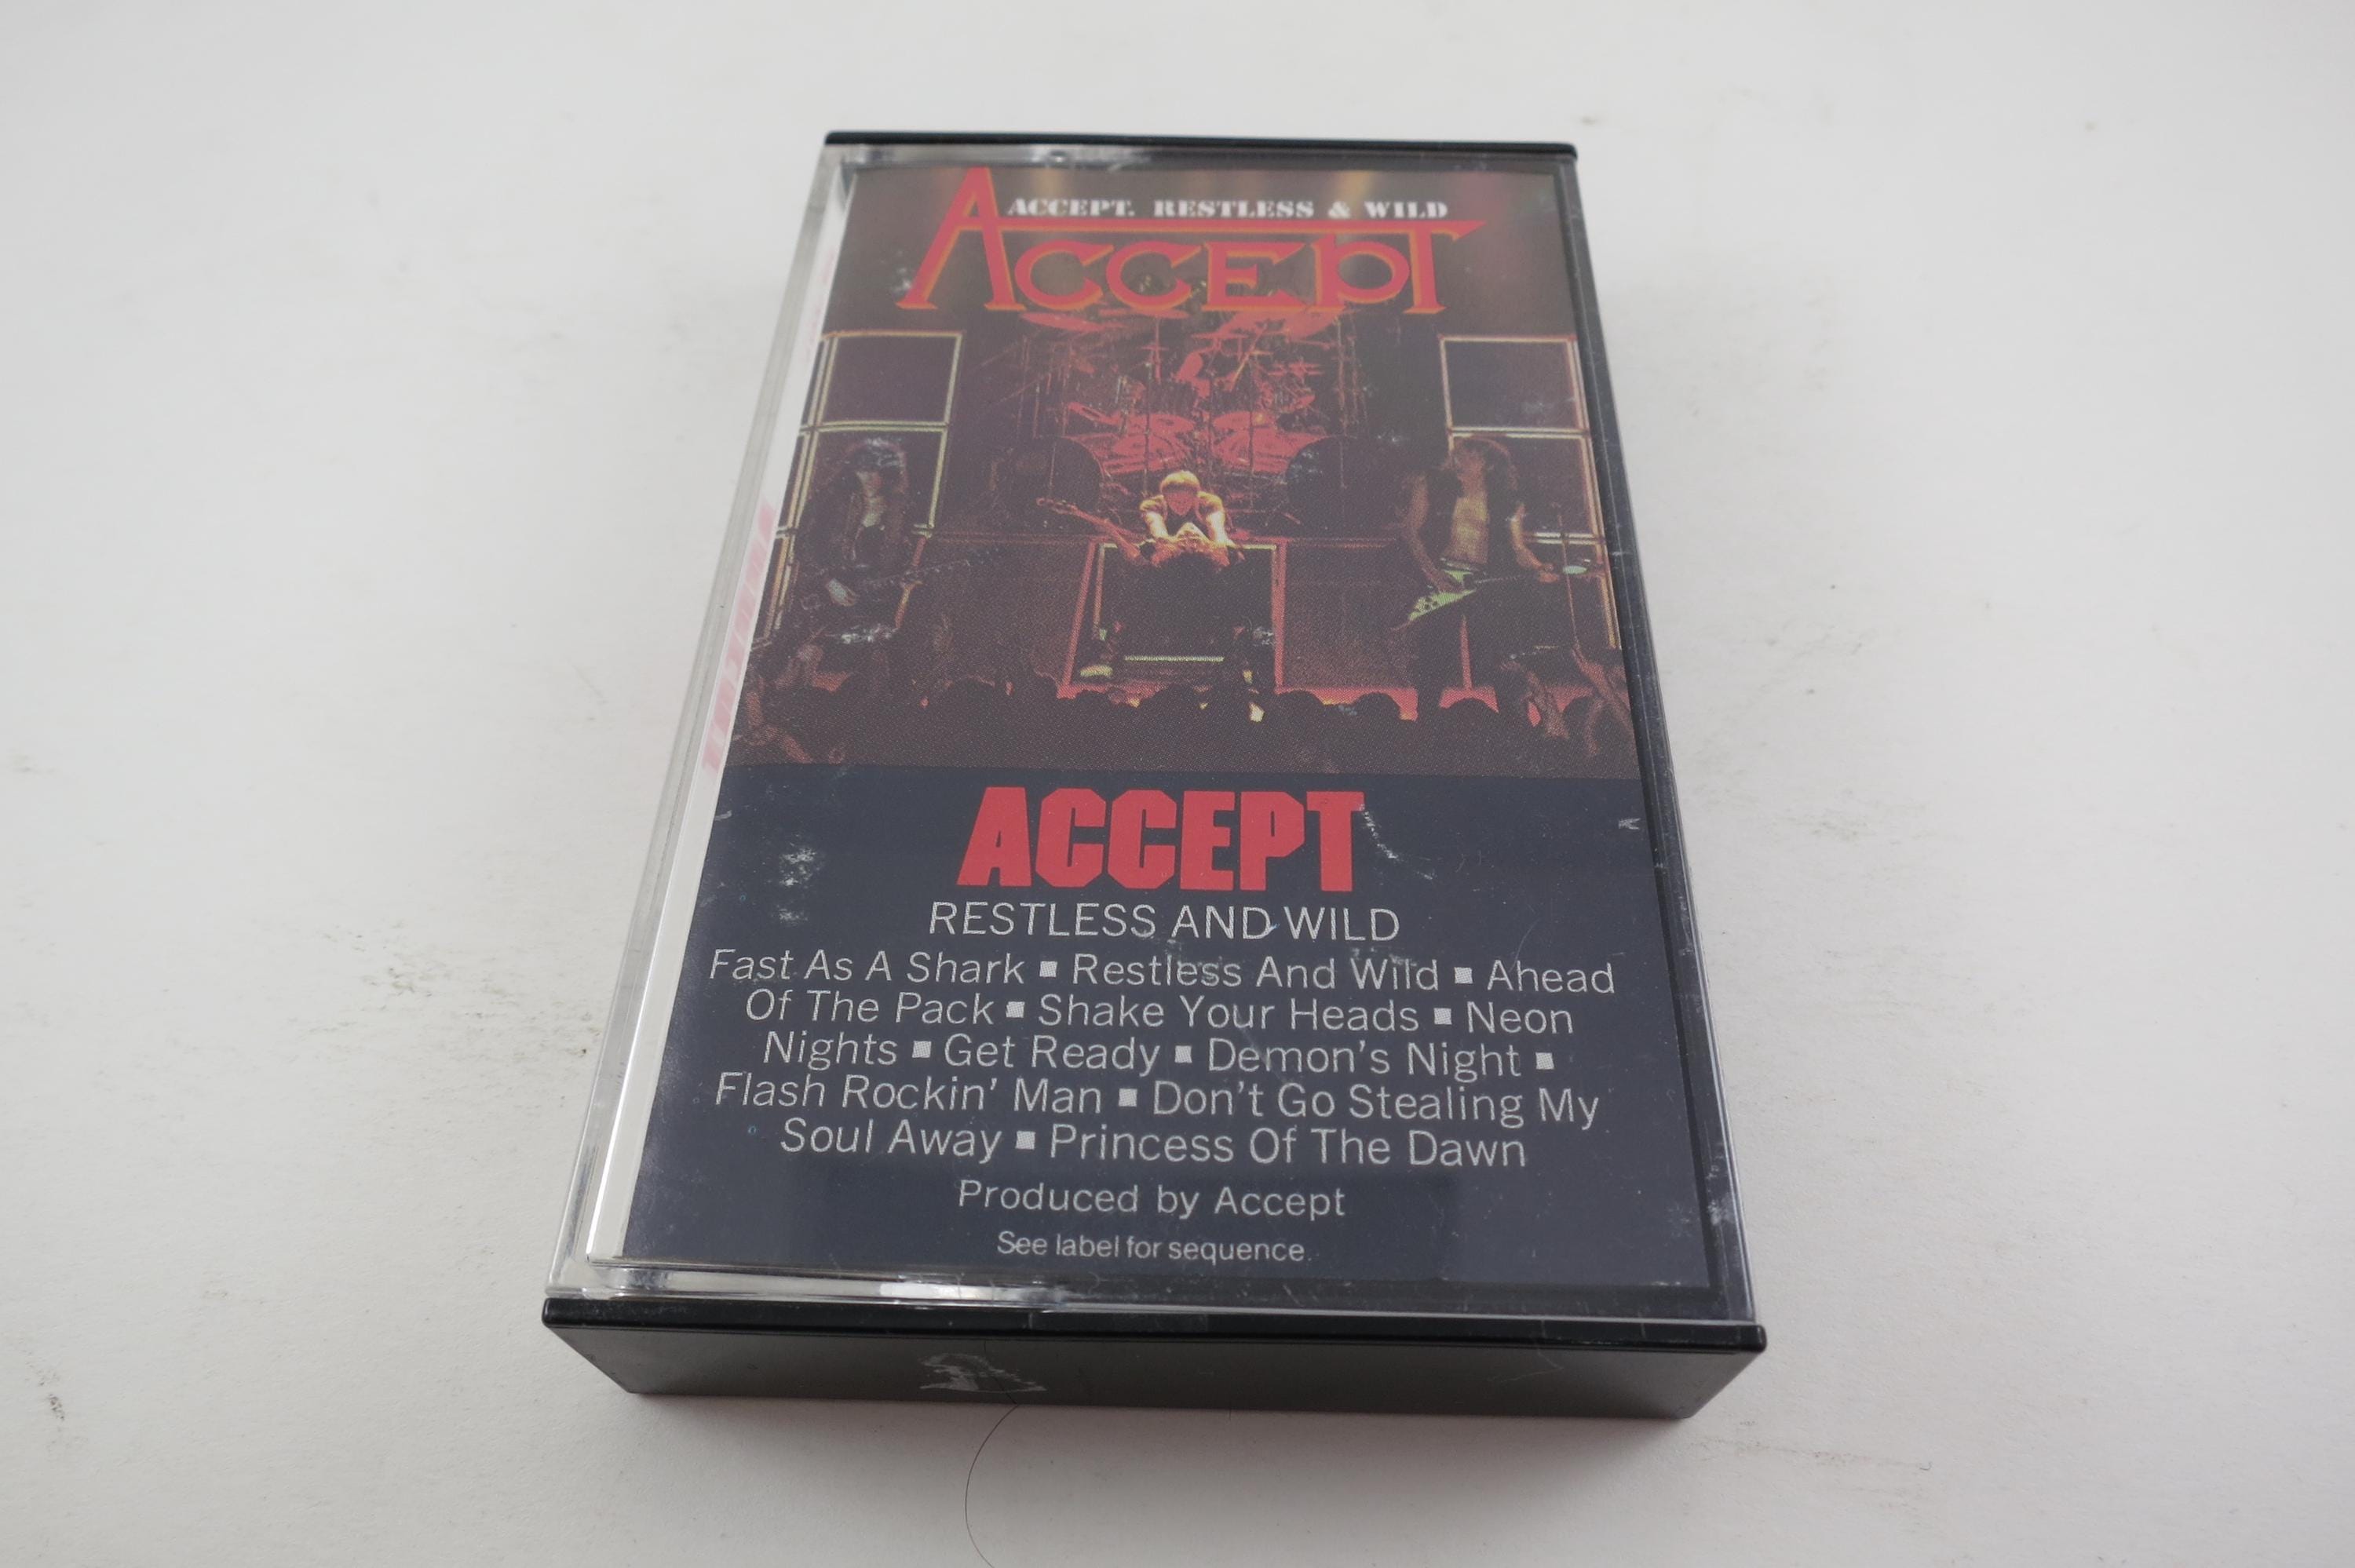 ACCEPT. RESTLESS & WILD
ACCEPT
ACCEPT
RESTLESS AND WILD
Fast As A Shark ■ Restless And Wild ■ Ahead
Of The Pack ■ Shake Your Heads ■ Neon
Nights ■ Get Ready ■ Demon's Night ■
Flash Rockin' Man ■ Don't Go Stealing My
Soul Away ■ Princess Of The Dawn
Produced by Accept
See label for sequence.